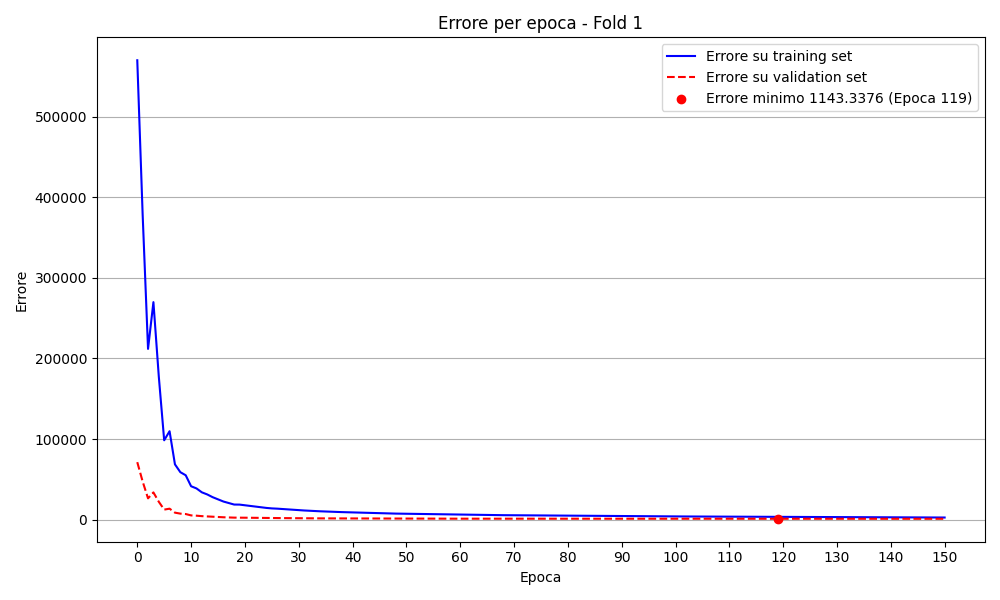 Errore per epoca - Fold 1
Errore su training set
Errore su validation set
Errore minimo 1143.3376 (Epoca 119)
Errore
500000
400000
300000
200000
100000
0
0 10 20 30 40 50 60 70 80 90 100 110 120 130 140 150
Epoca